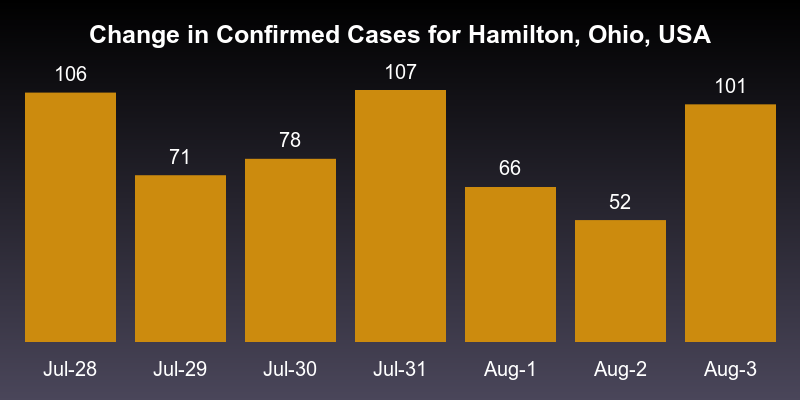 Change in Confirmed Cases for Hamilton, Ohio, USA
106
71
78
107
66
52
101
Jul-28
Jul-29
Jul-30
Jul-31
Aug-1
Aug-2
Aug-3